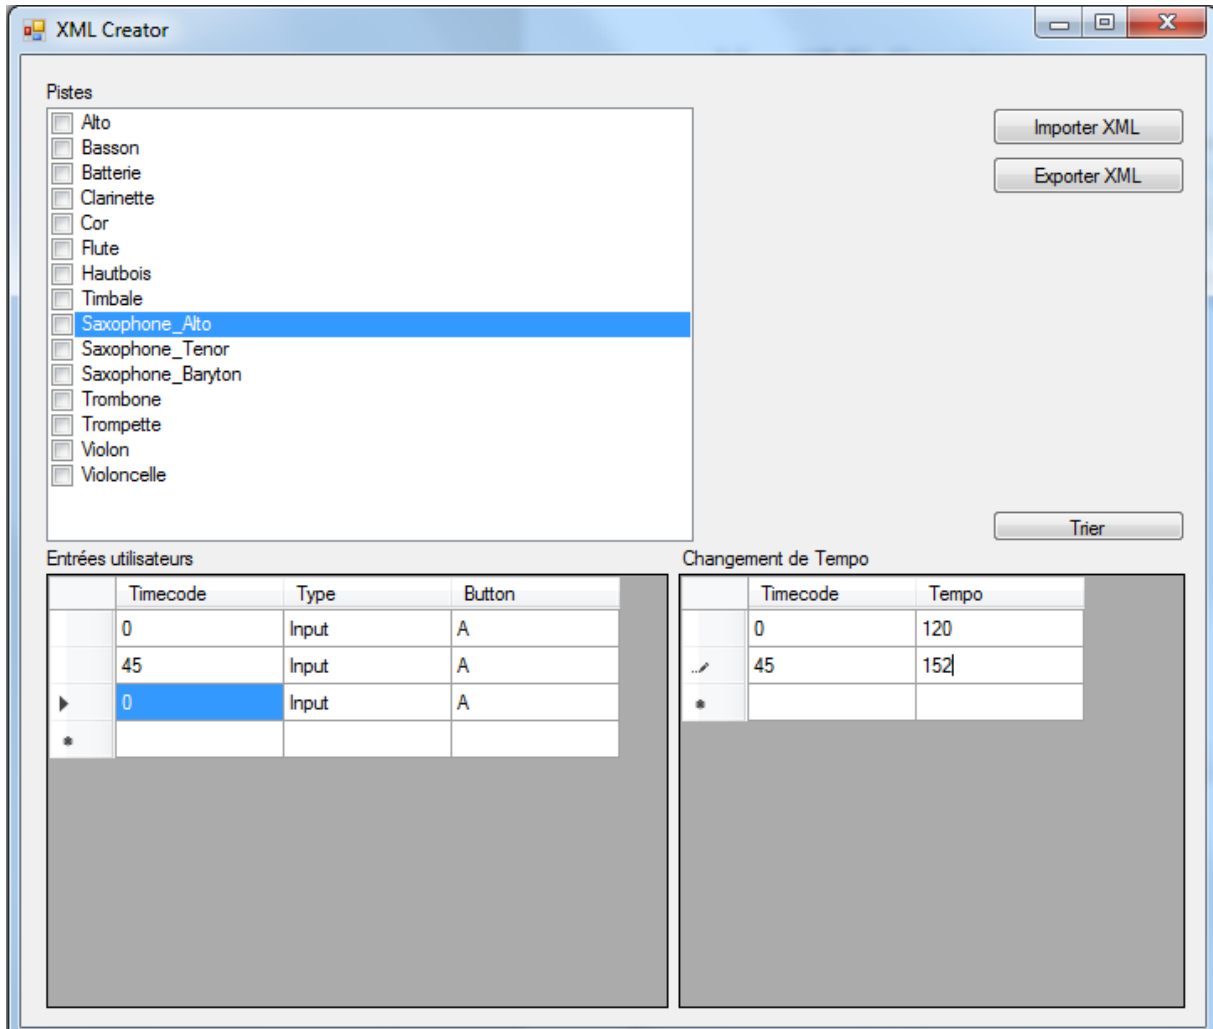 XML Creator
Pistes
Alto
Basson
Batterie
Clarinette
Cor
Flute
Hautbois
Timbale
Saxophone_Alto
Saxophone_Tenor
Saxophone_Baryton
Trombone
Trompette
Violon
Violoncelle
Importer XML
Exporter XML
Trier
Entrées utilisateurs
Timecode Type Button
0 Input A
45 Input A
0 Input A
Changement de Tempo
Timecode Tempo
0 120
45 152